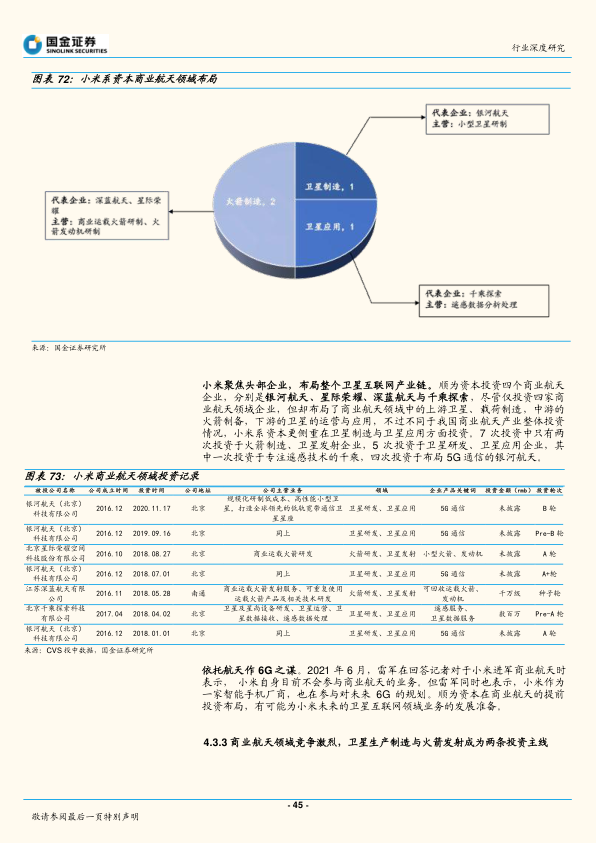 国金证券
SINOLINK SECURITIES
行业深度研究
图表 72：小米系资本商业航天领域布局
代表企业：银河航天
主营：小型卫星研制
火箭制造，2
卫星制造，1
卫星应用，1
代表企业：深蓝航天、星际荣
耀
主营：商业运载火箭研制、火
箭发动机研制
代表企业：千乘探索
主营：遥感数据分析处理
来源：国金证券研究所
小米聚焦头部企业，布局整个卫星互联网产业链。顺为资本投资四个商业航天
企业，分别是银河航天、星际荣耀、深蓝航天与千乘探索，尽管仅投资四家商
业航天领域企业，但却布局了商业航天领域中的上游卫星、载荷制造，中游的
火箭制备，下游的卫星的运营与应用，不过不同于我国商业航天产业整体投资
情况，小米系资本更侧重在卫星制造与卫星应用方面投资。7 次投资中只有两
次投资于火箭制造、卫星发射企业，5 次投资于卫星研发、卫星应用企业，其
中一次投资于专注遥感技术的千乘，四次投资于布局 5G 通信的银河航天。
图表 73：小米商业航天领域投资记录
被投公司名称 公司成立时间 投资时间 公司地址 公司主营业务 领域 企业产品关键词 投资金额（rmb） 投资轮次
银河航天（北京）
科技有限公司 2016.12 2020.11.17 北京 规模化研制低成本、高性能小型卫
星，打造全球领先的低轨宽带通信卫
星星座 卫星研发、卫星应用 5G 通信 未披露 B 轮
银河航天（北京）
科技有限公司 2016.12 2019.09.16 北京 同上 卫星研发、卫星应用 5G 通信 未披露 Pre-B 轮
北京星际荣耀空间
科技股份有限公司 2016.10 2018.08.27 北京 商业运载火箭研发 火箭研发、卫星发射 小型火箭、发动机 未披露 A 轮
银河航天（北京）
科技有限公司 2016.12 2018.07.01 北京 同上 卫星研发、卫星应用 5G 通信 未披露 A+轮
江苏深蓝航天有限
公司 2016.11 2018.05.28 南通 商业运载火箭发射服务、可重复使用
运载火箭产品及相关技术研发 火箭研发、卫星发射 可回收运载火箭、
发动机 千万级 种子轮
北京千乘探索科技
有限公司 2017.04 2018.04.02 北京 卫星及星尚设备研发、卫星运营、卫
星数据接收、遥感数据处理 卫星研发、卫星应用 遥感服务、
卫星数据服务 数百万 Pre-A 轮
银河航天（北京）
科技有限公司 2016.12 2018.01.01 北京 同上 卫星研发、卫星应用 5G 通信 未披露 A 轮
来源：CVS 投中数据，国金证券研究所
依托航天作 6G 之谋。2021 年 6 月，雷军在回答记者对于小米进军商业航天时
表示， 小米自身目前不会参与商业航天的业务。但雷军同时也表示，小米作为
一家智能手机厂商，也在参与对未来 6G 的规划。顺为资本在商业航天的提前
投资布局，有可能为小米未来的卫星互联网领域业务的发展准备。
4.3.3 商业航天领域竞争激烈，卫星生产制造与火箭发射成为两条投资主线
- 45 -
敬请参阅最后一页特别声明